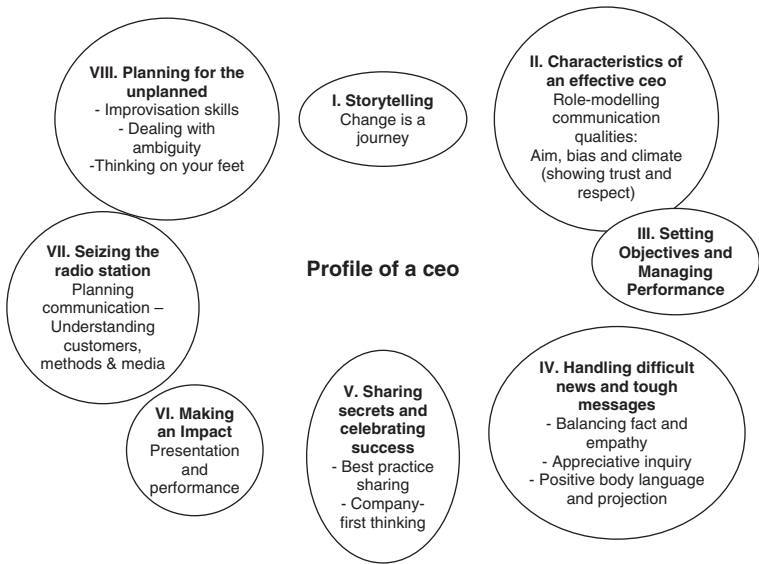 VIII. Planning for the
unplanned
- Improvisation skills
- Dealing with
ambiguity
-Thinking on your feet
I. Storytelling
Change is a
journey
II. Characteristics of
an effective ceo
Role-modelling
communication
qualities:
Aim, bias and climate
(showing trust and
respect)
III. Setting
Objectives and
Managing
Performance
VII. Seizing the
radio station
Planning
communication –
Understanding
customers,
methods & media
Profile of a ceo
IV. Handling difficult
news and tough
messages
- Balancing fact and
empathy
- Appreciative inquiry
- Positive body language
and projection
V. Sharing
secrets and
celebrating
success
- Best practice
sharing
- Company-
first thinking
VI. Making
an Impact
Presentation
and
performance